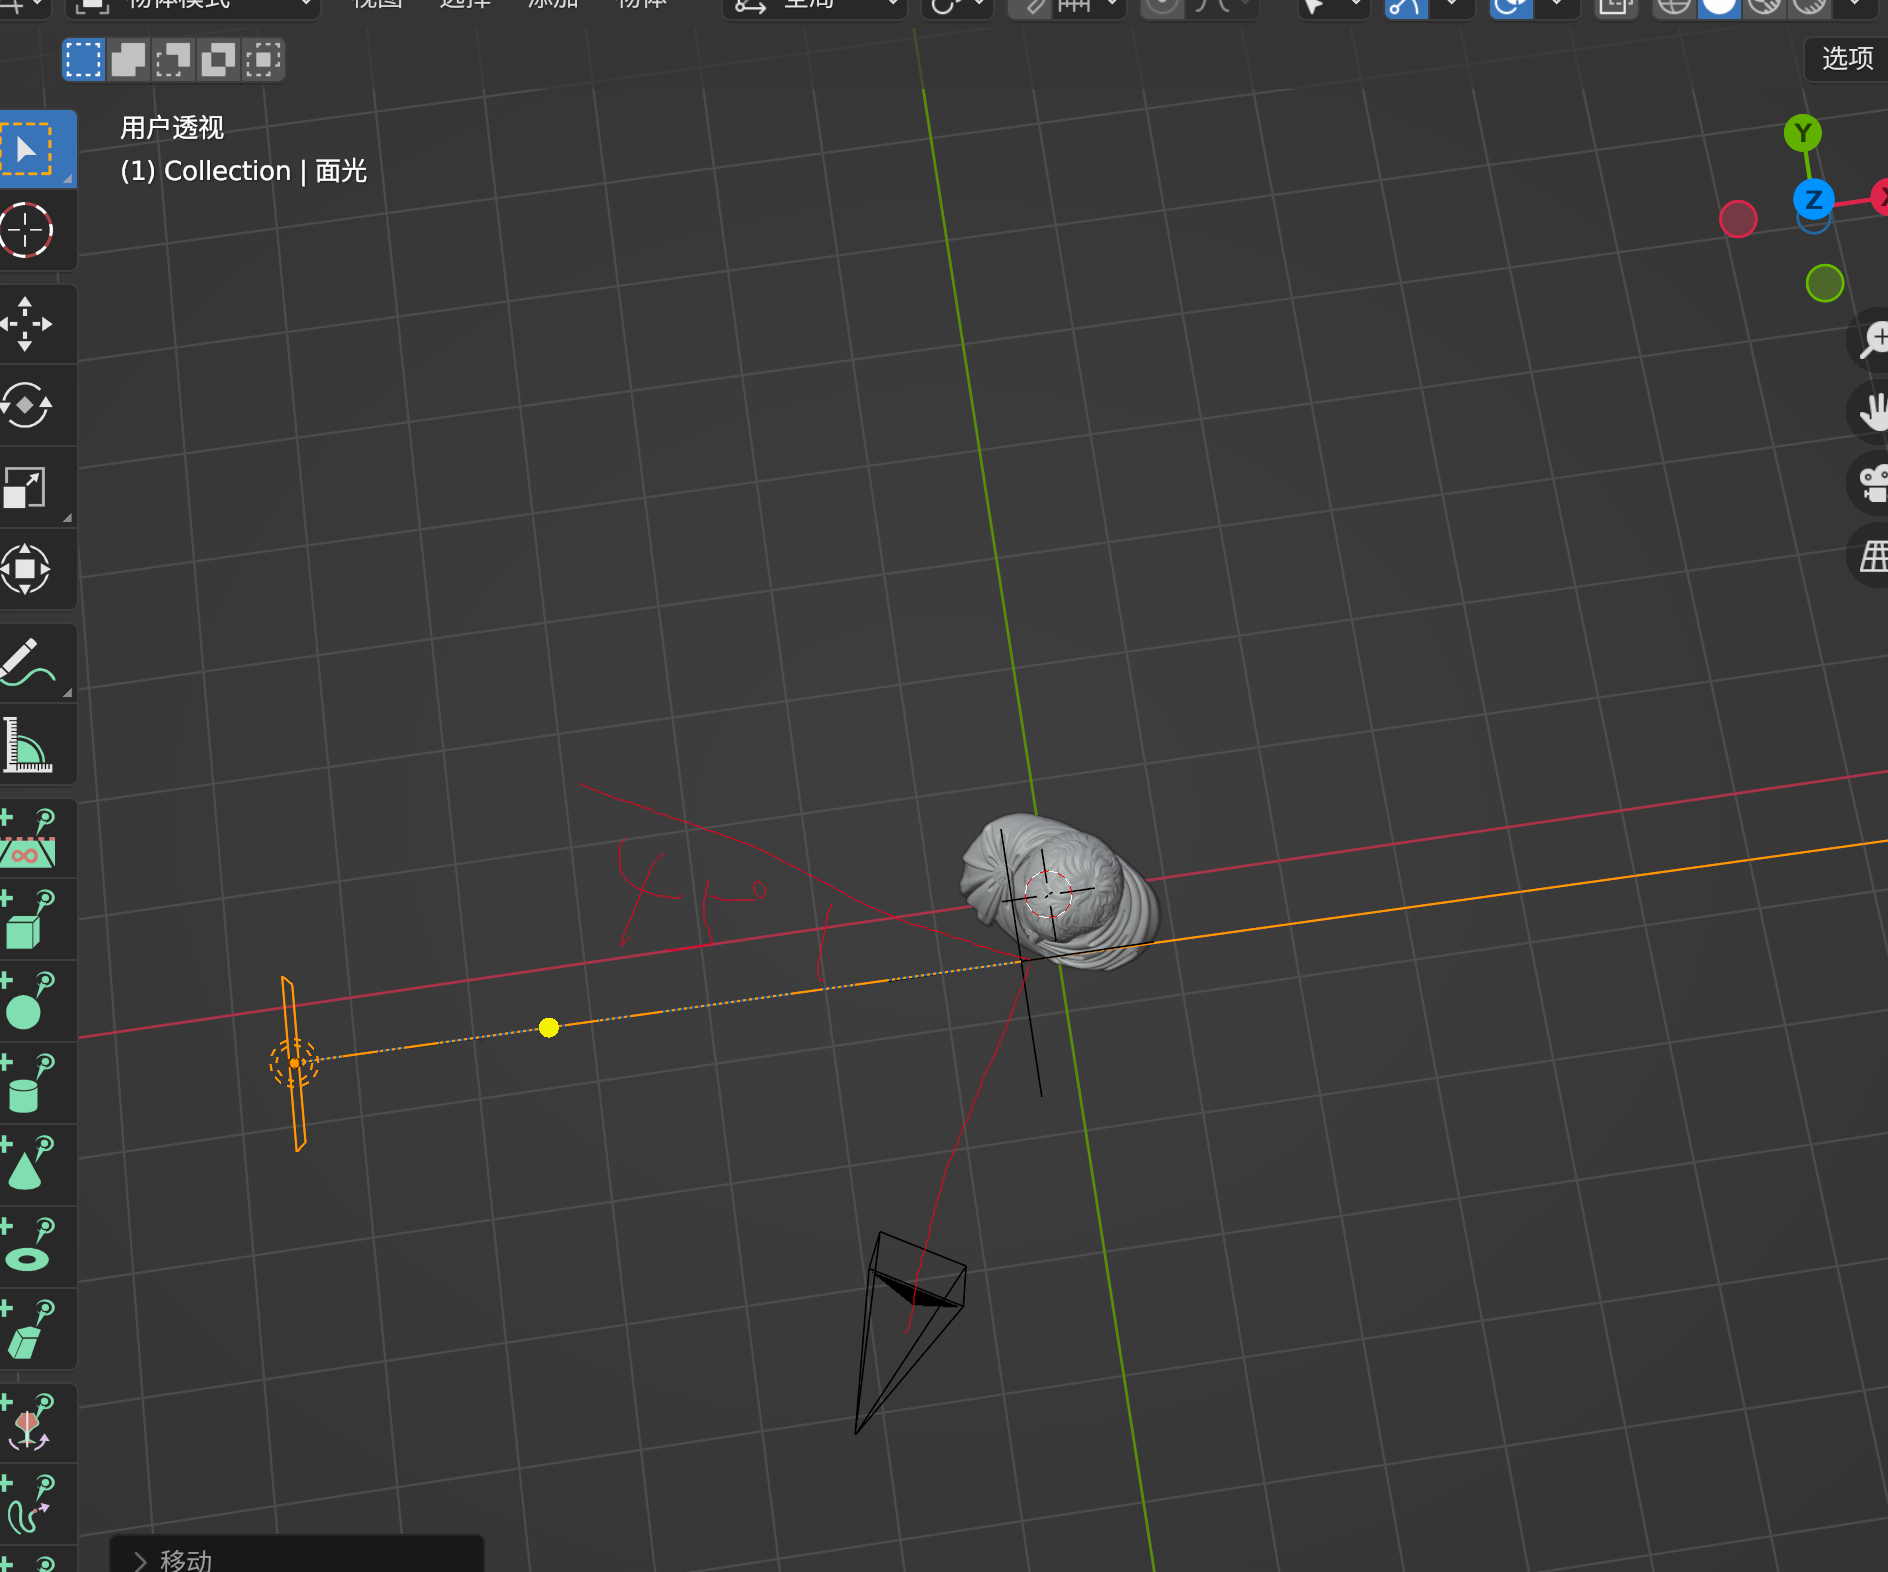 物体模式 视图 选择 添加 物体 全局
选项
用户透视
(1) Collection | 面光
Y
Z
X
移动